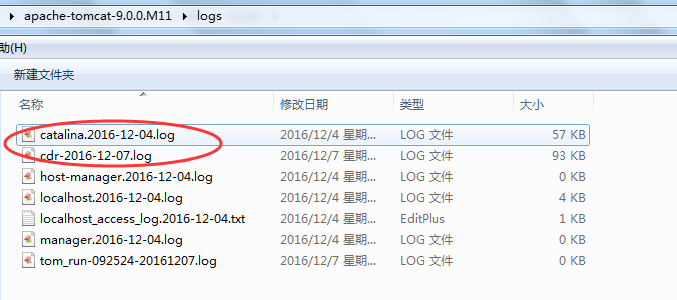 apache-tomcat-9.0.0.M11 logs
助(H)
新建文件夹
名称 修改日期 类型 大小
catalina.2016-12-04.log 2016/12/4 星期... LOG 文件 57 KB
cdr-2016-12-07.log 2016/12/7 星期... LOG 文件 93 KB
host-manager.2016-12-04.log 2016/12/4 星期... LOG 文件 0 KB
localhost.2016-12-04.log 2016/12/4 星期... LOG 文件 4 KB
localhost_access_log.2016-12-04.txt 2016/12/4 星期... EditPlus 1 KB
manager.2016-12-04.log 2016/12/4 星期... LOG 文件 0 KB
tom_run-092524-20161207.log 2016/12/7 星期... LOG 文件 0 KB